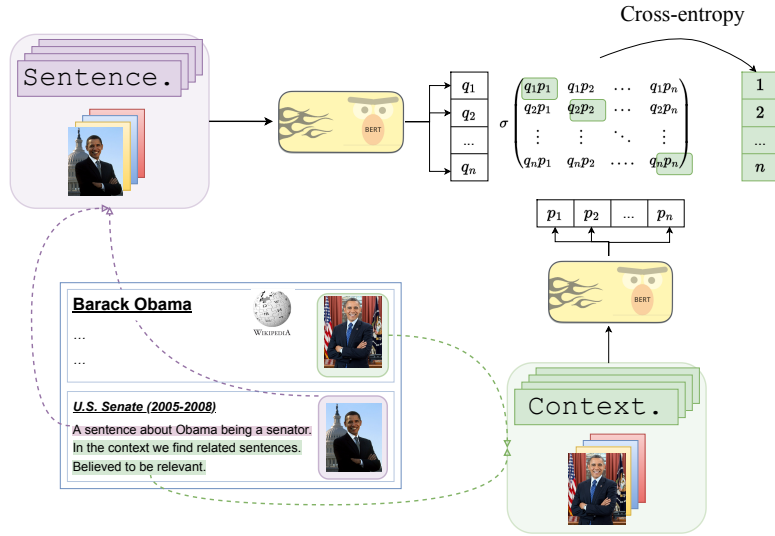 Cross-entropy
Sentence.
BERT
q1
q2
...
qn
σ
q1p1 q1p2 ... q1pn
q2p1 q2p2 ... q2pn
⋮ ⋮ ⋱ ⋮
qnp1 qnp2 .... qnpn
1
2
...
n
p1 p2 ... pn
BERT
Barack Obama
...
...
WIKIPEDIA
U.S. Senate (2005-2008)
A sentence about Obama being a senator.
In the context we find related sentences.
Believed to be relevant.
Context.